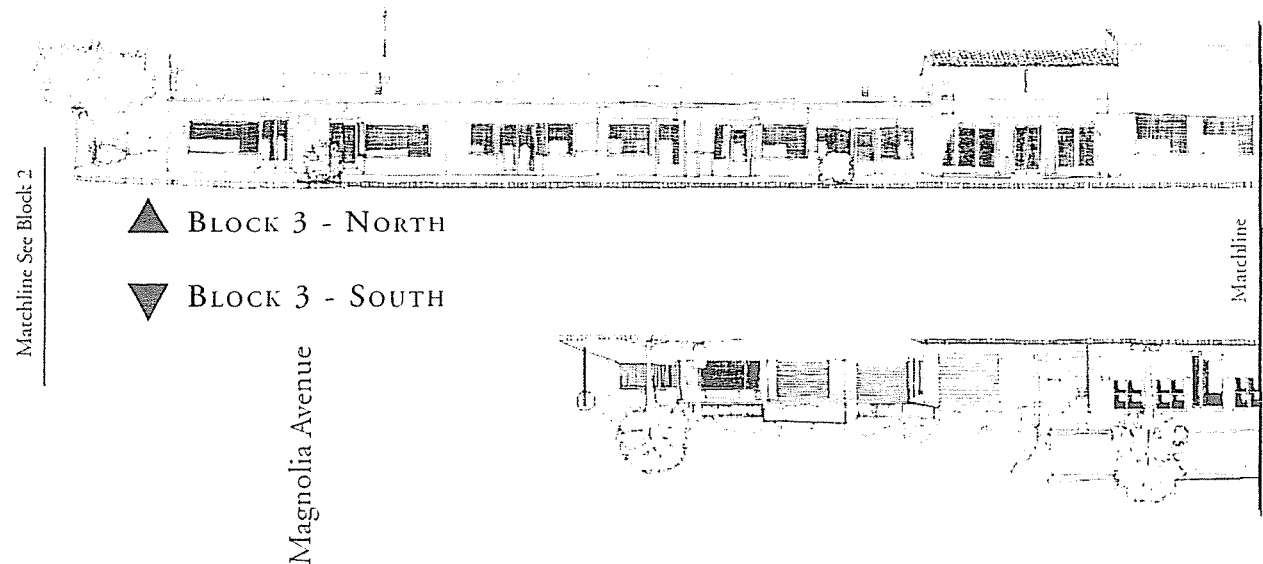 Matchline See Block 2
BLOCK 3 - NORTH
BLOCK 3 - SOUTH
Magnolia Avenue
Matchline